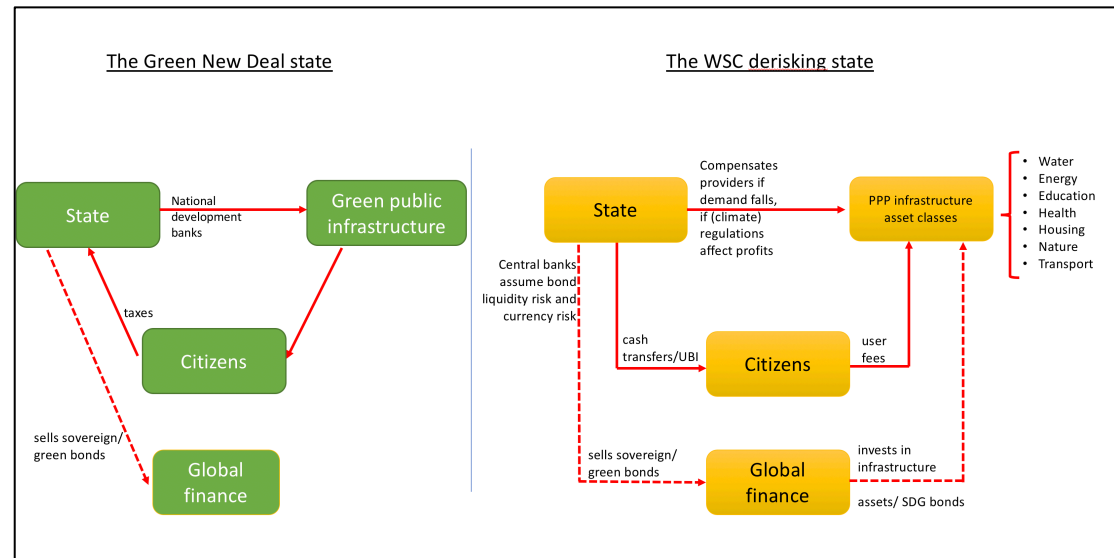 The Green New Deal state
State
National
development
banks
Green public
infrastructure
taxes
Citizens
sells sovereign/
green bonds
Global
finance
The WSC derisking state
State
Compensates
providers if
demand falls,
if (climate)
regulations
affect profits
PPP infrastructure
asset classes
• Water
• Energy
• Education
• Health
• Housing
• Nature
• Transport
Central banks
assume bond
liquidity risk and
currency risk
cash
transfers/UBI
Citizens
user
fees
sells sovereign/
green bonds
Global
finance
invests in
infrastructure
assets/ SDG bonds